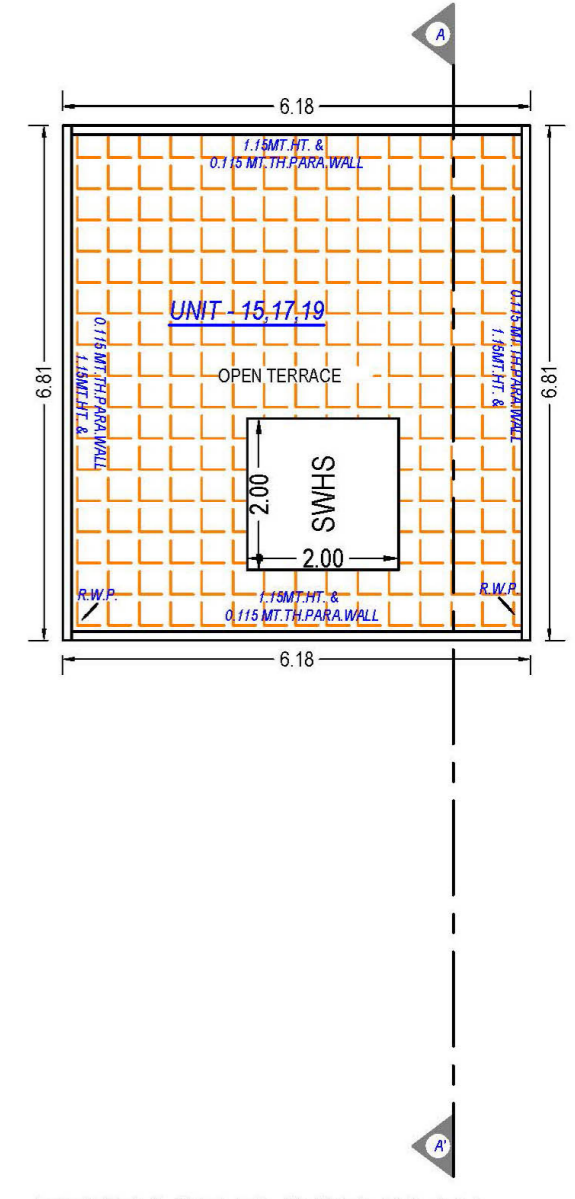 A
6.18
1.15MT.HT. &
0.115 MT.TH.PARA.WALL
UNIT - 15,17,19
OPEN TERRACE
6.81
0.115 MT.TH.PARA.WALL
1.15MT.HT. &
0.115 MT.TH.PARA.WALL
1.15MT.HT. &
6.81
2.00
SWHS
2.00
R.W.P.
1.15MT.HT. &
0.115 MT.TH.PARA.WALL
R.W.P.
6.18
A'